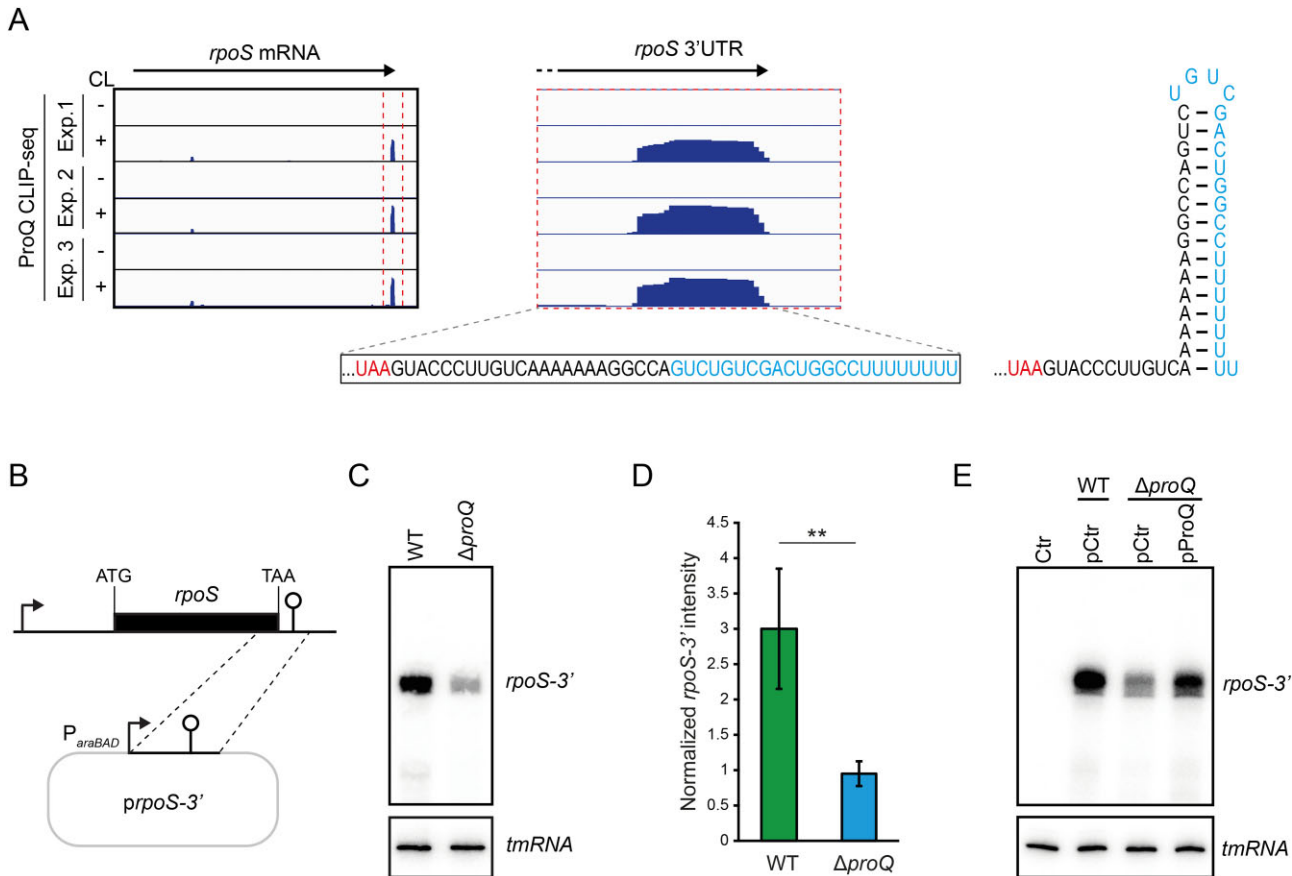 A
rpoS mRNA
rpoS 3'UTR
CL
ProQ CLIP-seq
Exp.1
-
+
Exp. 2
-
+
Exp. 3
-
+
...UAAGUACCCUUGUCAAAAAAAGGCCAGUCUGUCGACUGGCCUUUUUUUU
U G U C
C – G
U – A
G – C
A – U
C – G
C – G
G – C
G – C
A – U
A – U
A – U
A – U
A – U
A – U
...UAAGUACCCUUGUCA – UU
B
ATG
rpoS
TAA
ParaBAD
prpoS-3'
C
WT
ΔproQ
rpoS-3'
tmRNA
D
Normalized rpoS-3' intensity
4.5
4
3.5
3
2.5
2
1.5
1
0.5
0
**
WT
ΔproQ
E
WT
ΔproQ
Ctr
pCtr
pCtr
pProQ
rpoS-3'
tmRNA